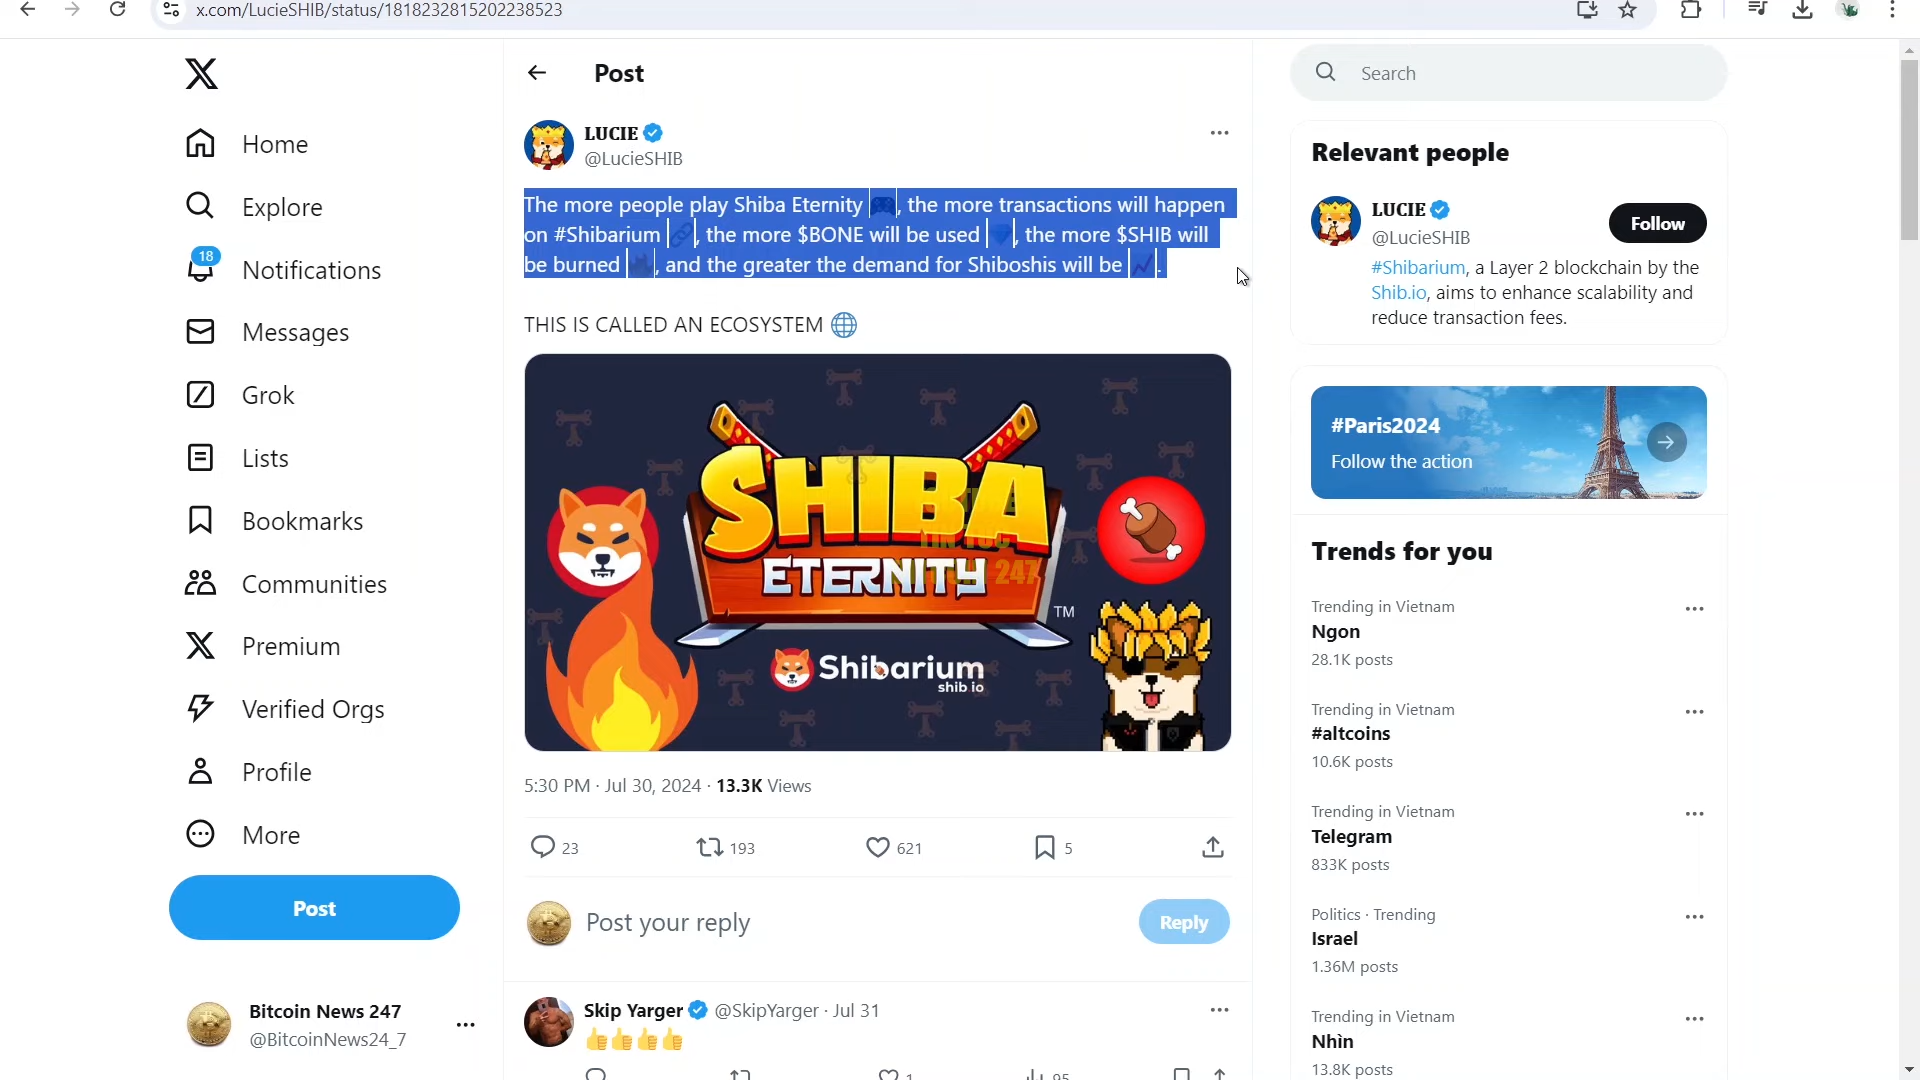 x.com/LucieSHIB/status/1818232815202238523
Post
Search
LUCIE
@LucieSHIB
The more people play Shiba Eternity 🎮, the more transactions will happen
on #Shibarium 🔗, the more $BONE will be used 💎, the more $SHIB will
be burned 🔥, and the greater the demand for Shiboshis will be 📈.
THIS IS CALLED AN ECOSYSTEM 🌐
SHIBA
ETERNITY
TM
TIN TỨC
247
Shibarium
shib io
5:30 PM · Jul 30, 2024 · 13.3K Views
23 193 621 5
Post your reply
Reply
Skip Yarger @SkipYarger · Jul 31
👍👍👍👍
1 95
Home
Explore
18
Notifications
Messages
Grok
Lists
Bookmarks
Communities
Premium
Verified Orgs
Profile
More
Post
Bitcoin News 247
@BitcoinNews24_7
Relevant people
LUCIE
@LucieSHIB
Follow
#Shibarium, a Layer 2 blockchain by the
Shib.io, aims to enhance scalability and
reduce transaction fees.
#Paris2024
Follow the action
Trends for you
Trending in Vietnam
Ngon
28.1K posts
Trending in Vietnam
#altcoins
10.6K posts
Trending in Vietnam
Telegram
833K posts
Politics · Trending
Israel
1.36M posts
Trending in Vietnam
Nhìn
13.8K posts